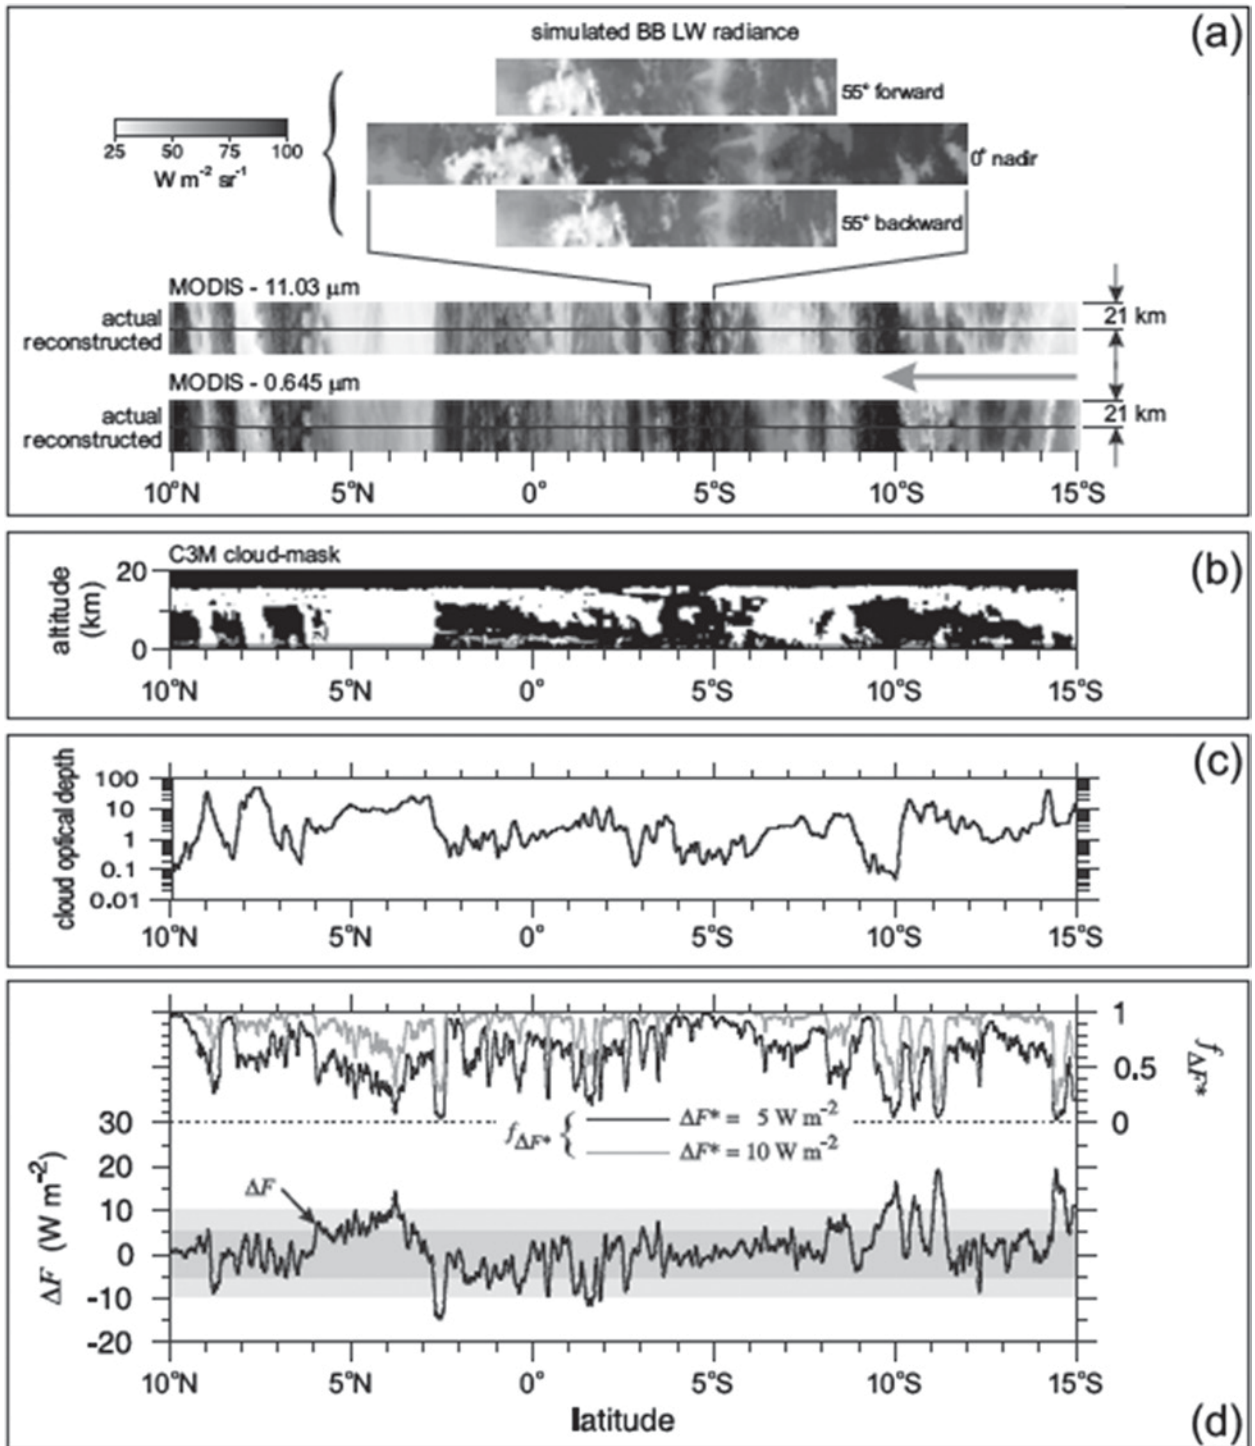 (a)
simulated BB LW radiance
55° forward
25 50 75 100
W m-2 sr-1
0° nadir
55° backward
MODIS - 11.03 μm
actual
reconstructed
21 km
MODIS - 0.645 μm
actual
reconstructed
21 km
10°N 5°N 0° 5°S 10°S 15°S
(b)
C3M cloud-mask
altitude
(km)
20
0
10°N 5°N 0° 5°S 10°S 15°S
(c)
cloud optical depth
100
10
1
0.1
0.01
10°N 5°N 0° 5°S 10°S 15°S
1
0.5
0
fΔF*
fΔF* { ΔF* = 5 W m-2
ΔF* = 10 W m-2
ΔF (W m-2)
30
20
10
0
-10
-20
ΔF
10°N 5°N 0° 5°S 10°S 15°S
latitude
(d)